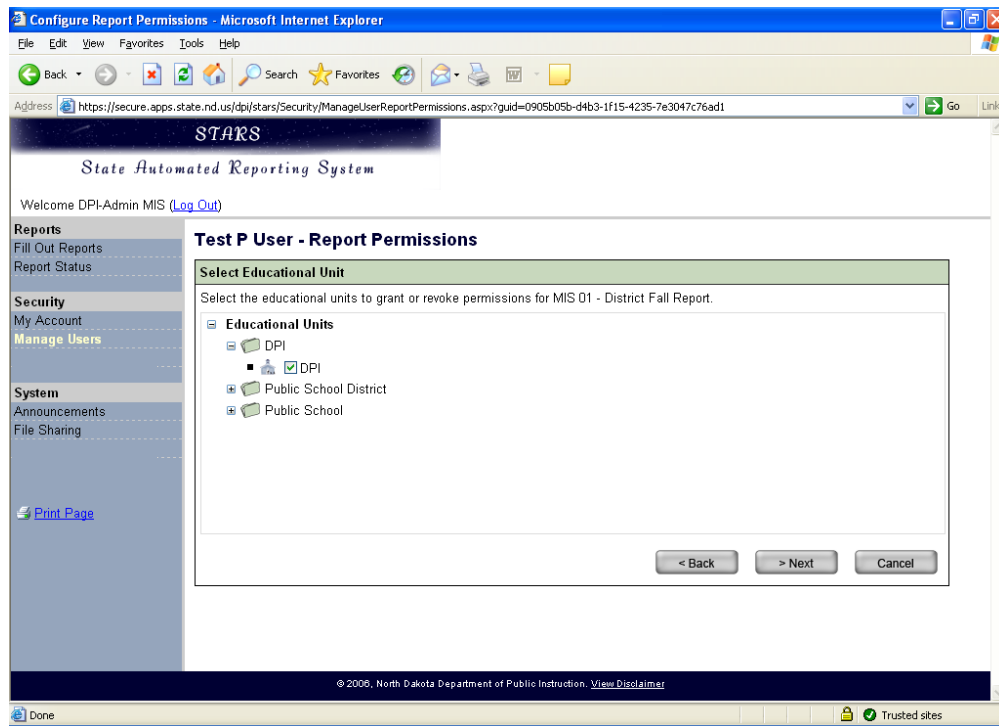 Configure Report Permissions - Microsoft Internet Explorer
File Edit View Favorites Tools Help
Back Search Favorites
Address https://secure.apps.state.nd.us/dpi/stars/Security/ManageUserReportPermissions.aspx?guid=0905b05b-d4b3-1f15-4235-7e3047c76ad1 Go Link
STARS
State Automated Reporting System
Welcome DPI-Admin MIS (Log Out)
Reports
Fill Out Reports
Report Status
Security
My Account
Manage Users
System
Announcements
File Sharing
Print Page
Test P User - Report Permissions
Select Educational Unit
Select the educational units to grant or revoke permissions for MIS 01 - District Fall Report.
Educational Units
DPI
DPI
Public School District
Public School
< Back > Next Cancel
© 2006, North Dakota Department of Public Instruction. View Disclaimer
Done Trusted sites